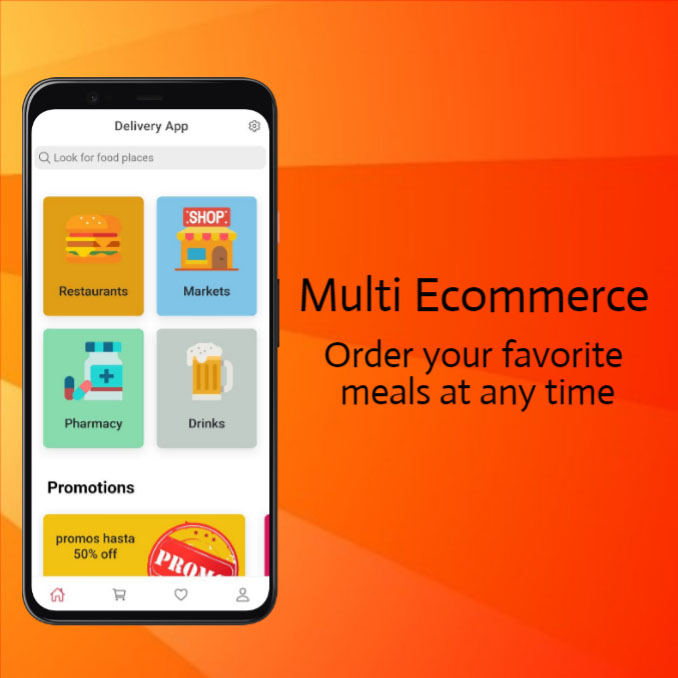 Delivery App
Look for food places
SHOP
Restaurants
Markets
Pharmacy
Drinks
Promotions
promos hasta
50% off
PROMO
Multi Ecommerce
Order your favorite
meals at any time